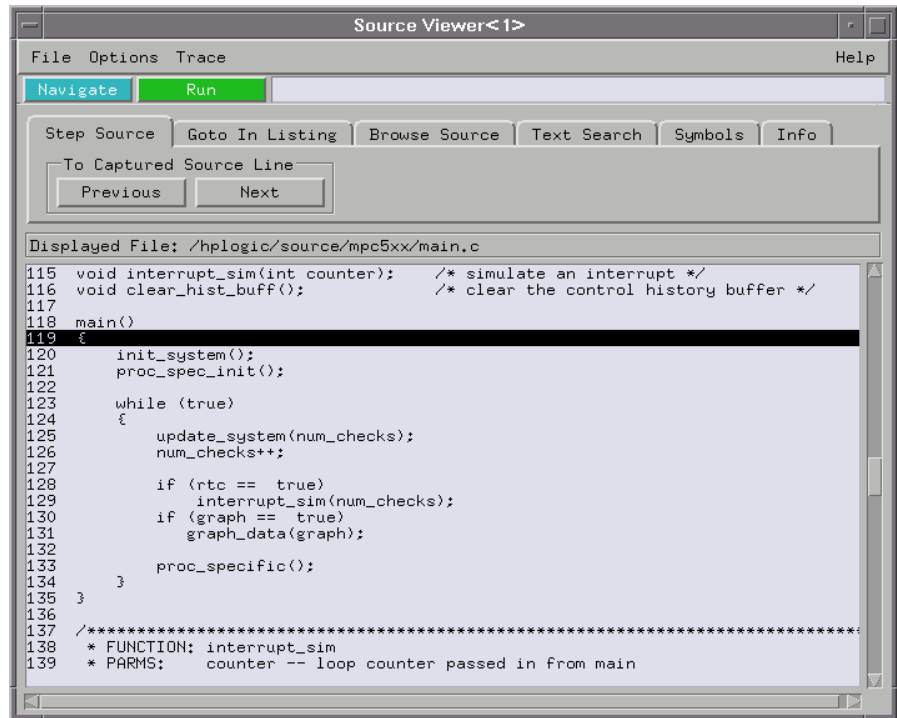 Source Viewer<1>
File Options Trace Help
Navigate Run
Step Source Goto In Listing Browse Source Text Search Symbols Info
To Captured Source Line
Previous Next
Displayed File: /hplogic/source/mpc5xx/main.c
115 void interrupt_sim(int counter); /* simulate an interrupt */
116 void clear_hist_buff(); /* clear the control history buffer */
117
118 main()
119 {
120 init_system();
121 proc_spec_init();
122
123 while (true)
124 {
125 update_system(num_checks);
126 num_checks++;
127
128 if (rtc == true)
129 interrupt_sim(num_checks);
130 if (graph == true)
131 graph_data(graph);
132
133 proc_specific();
134 }
135 }
136
137 /*****************************************************************************
138 * FUNCTION: interrupt_sim
139 * PARMS: counter -- loop counter passed in from main